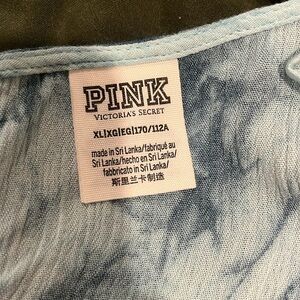 PINK
VICTORIA'S SECRET
XL|XG|EG|170/112A
made in Sri Lanka/fabriqué au
Sri Lanka/hecho en Sri Lanka/
fabbricato in Sri Lanka/
斯里兰卡制造